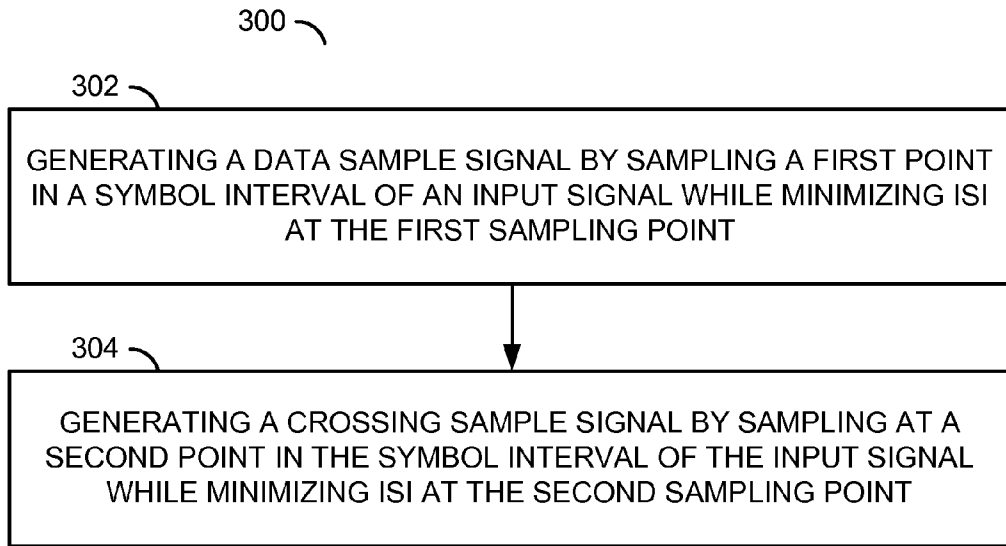 300
302
GENERATING A DATA SAMPLE SIGNAL BY SAMPLING A FIRST POINT
IN A SYMBOL INTERVAL OF AN INPUT SIGNAL WHILE MINIMIZING ISI
AT THE FIRST SAMPLING POINT
304
GENERATING A CROSSING SAMPLE SIGNAL BY SAMPLING AT A
SECOND POINT IN THE SYMBOL INTERVAL OF THE INPUT SIGNAL
WHILE MINIMIZING ISI AT THE SECOND SAMPLING POINT